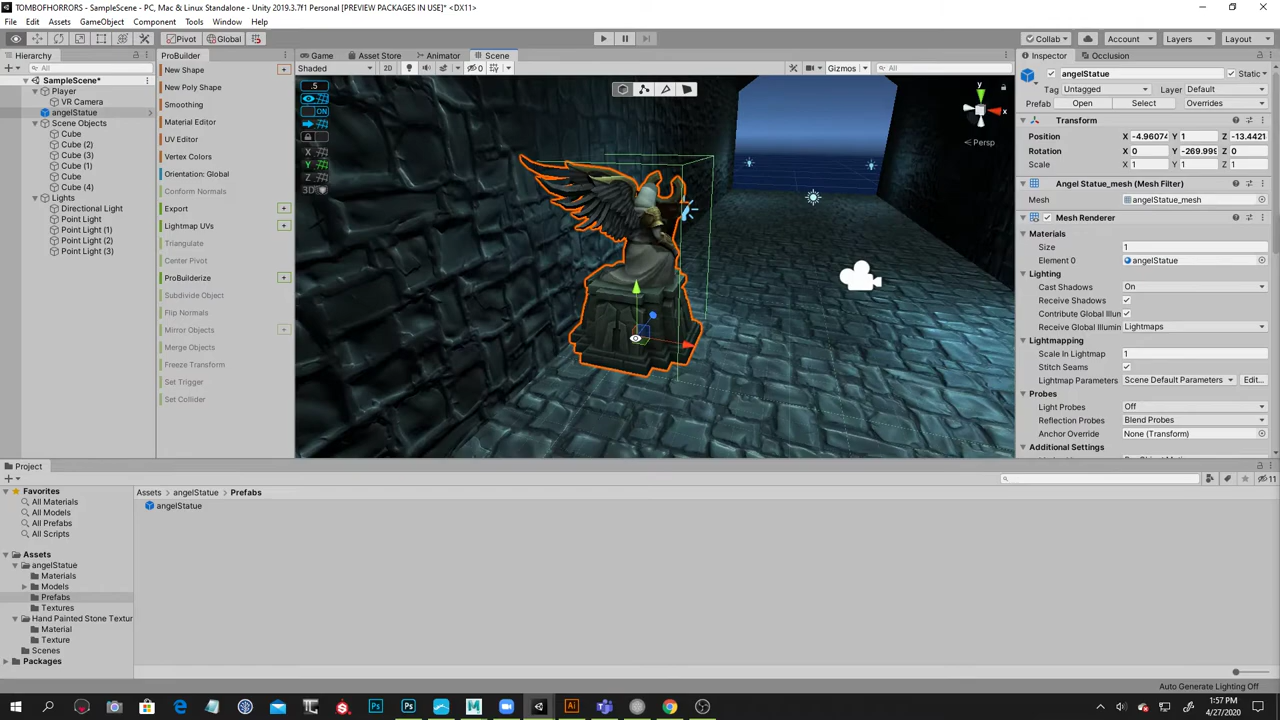 TOMBOFHORRORS - SampleScene - PC, Mac & Linux Standalone - Unity 2019.3.7f1 Personal [PREVIEW PACKAGES IN USE]* <DX11>
File Edit Assets GameObject Component Tools Window Help
Pivot Global Collab Account Layers Layout
Hierarchy
All
SampleScene*
Player
VR Camera
angelStatue
Scene Objects
Cube
Cube (2)
Cube (3)
Cube (1)
Cube
Cube (4)
Lights
Directional Light
Point Light
Point Light (1)
Point Light (2)
Point Light (3)
ProBuilder
New Shape
New Poly Shape
Smoothing
Material Editor
UV Editor
Vertex Colors
Orientation: Global
Conform Normals
Export
Lightmap UVs
Triangulate
Center Pivot
ProBuilderize
Subdivide Object
Flip Normals
Mirror Objects
Merge Objects
Freeze Transform
Set Trigger
Set Collider
Game Asset Store Animator Scene
Shaded 2D 0 Gizmos All
.5
ON
X
Y
Z
3D
y
x
Persp
Inspector Occlusion
angelStatue Static
Tag Untagged Layer Default
Prefab Open Select Overrides
Transform
Position X -4.96074 Y 1 Z -13.4421
Rotation X 0 Y -269.999 Z 0
Scale X 1 Y 1 Z 1
Angel Statue_mesh (Mesh Filter)
Mesh angelStatue_mesh
Mesh Renderer
Materials
Size 1
Element 0 angelStatue
Lighting
Cast Shadows On
Receive Shadows
Contribute Global Illun
Receive Global Illumin Lightmaps
Lightmapping
Scale In Lightmap 1
Stitch Seams
Lightmap Parameters Scene Default Parameters Edit...
Probes
Light Probes Off
Reflection Probes Blend Probes
Anchor Override None (Transform)
Additional Settings
Project
11
Favorites
All Materials
All Models
All Prefabs
All Scripts
Assets
angelStatue
Materials
Models
Prefabs
Textures
Hand Painted Stone Textur
Material
Texture
Scenes
Packages
Assets angelStatue Prefabs
angelStatue
Auto Generate Lighting Off
1:57 PM
4/27/2020